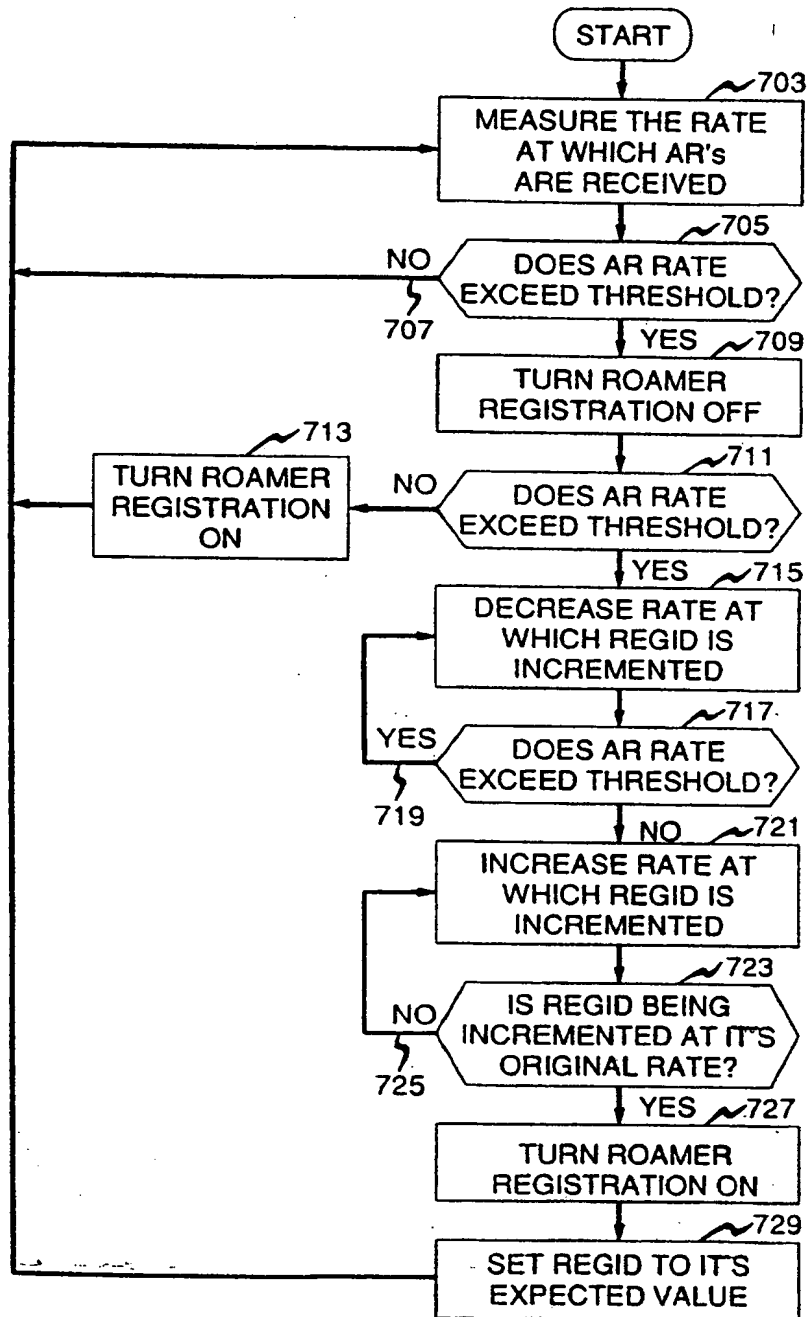 START
703
MEASURE THE RATE
AT WHICH AR's
ARE RECEIVED
705
NO
DOES AR RATE
EXCEED THRESHOLD?
707
YES
709
TURN ROAMER
REGISTRATION OFF
713
711
TURN ROAMER
REGISTRATION
ON
NO
DOES AR RATE
EXCEED THRESHOLD?
YES
715
DECREASE RATE AT
WHICH REGID IS
INCREMENTED
717
YES
DOES AR RATE
EXCEED THRESHOLD?
719
NO
721
INCREASE RATE AT
WHICH REGID IS
INCREMENTED
723
NO
IS REGID BEING
INCREMENTED AT IT'S
ORIGINAL RATE?
725
YES
727
TURN ROAMER
REGISTRATION ON
729
SET REGID TO IT'S
EXPECTED VALUE